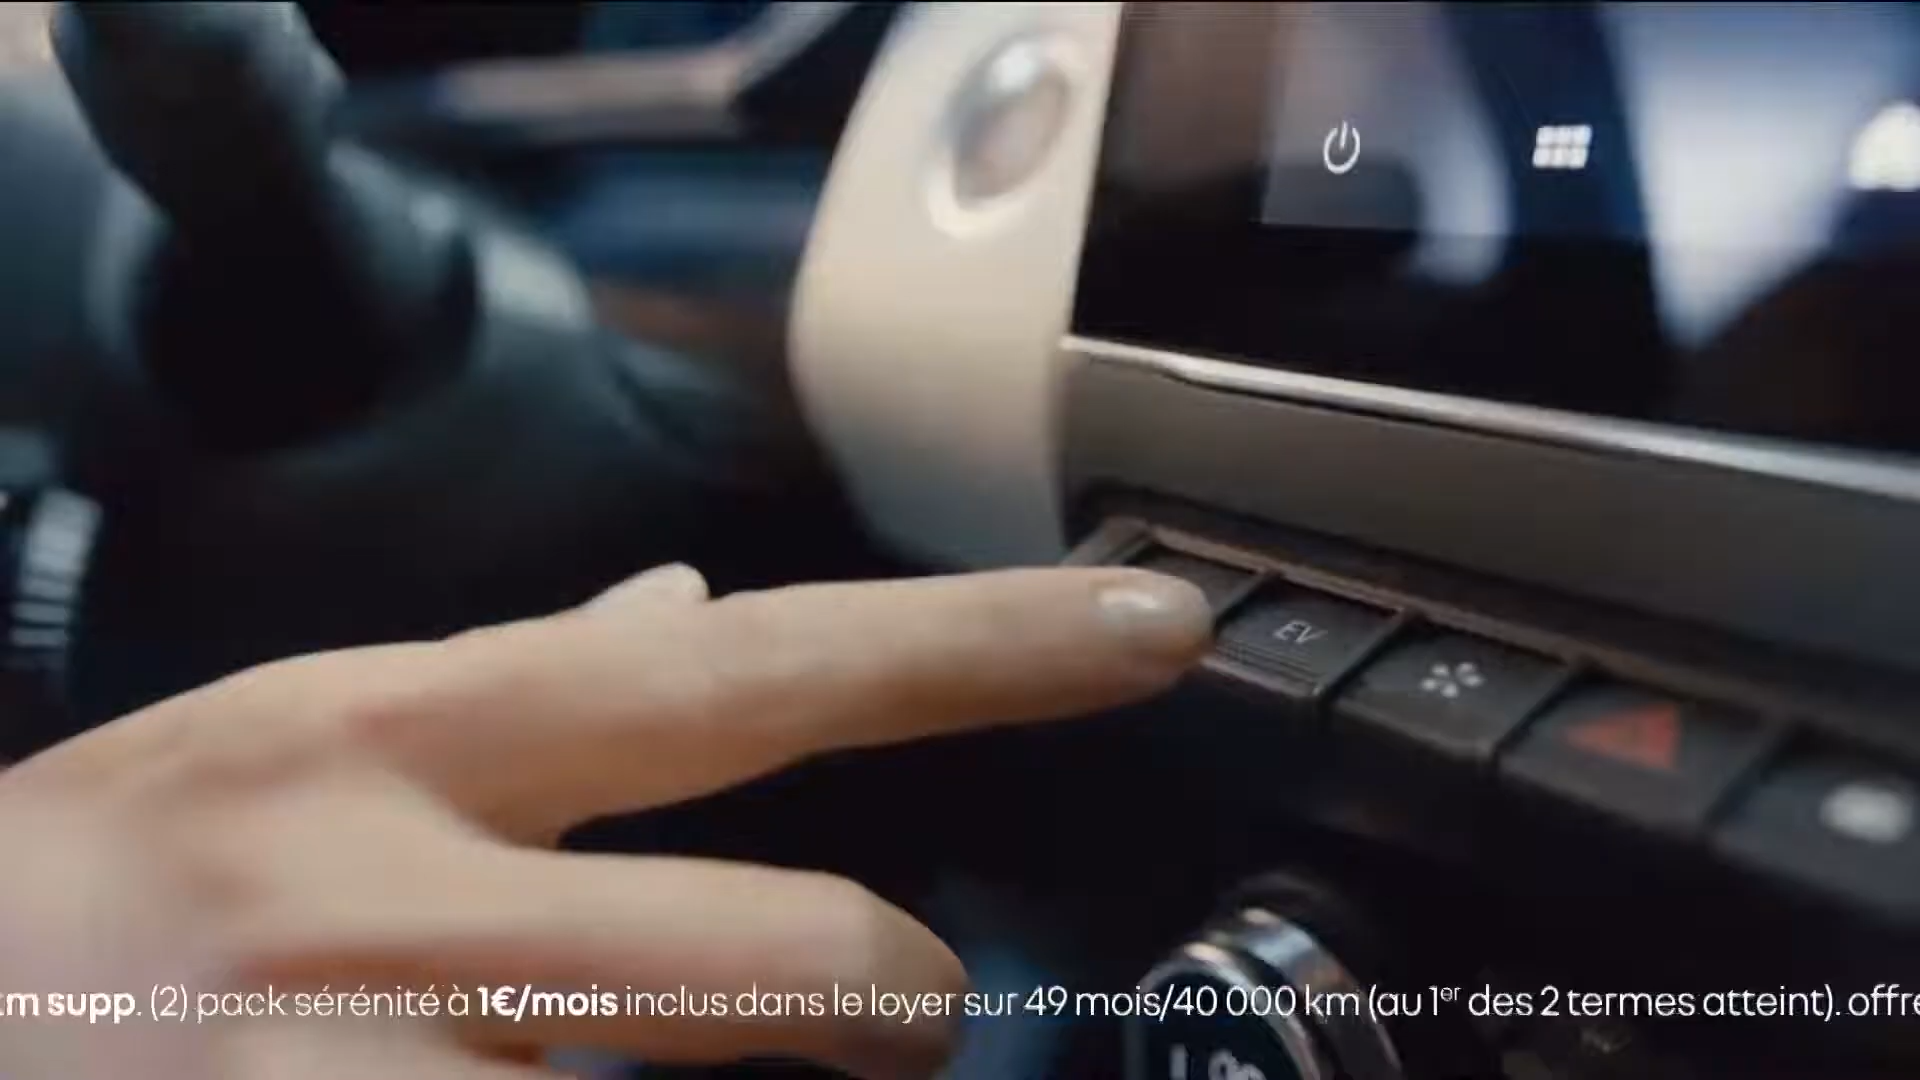 EV
supp. (2) pack sérénité à 1€/mois inclus dans le loyer sur 49 mois/40 000 km (au 1er des 2 termes atteint). offre